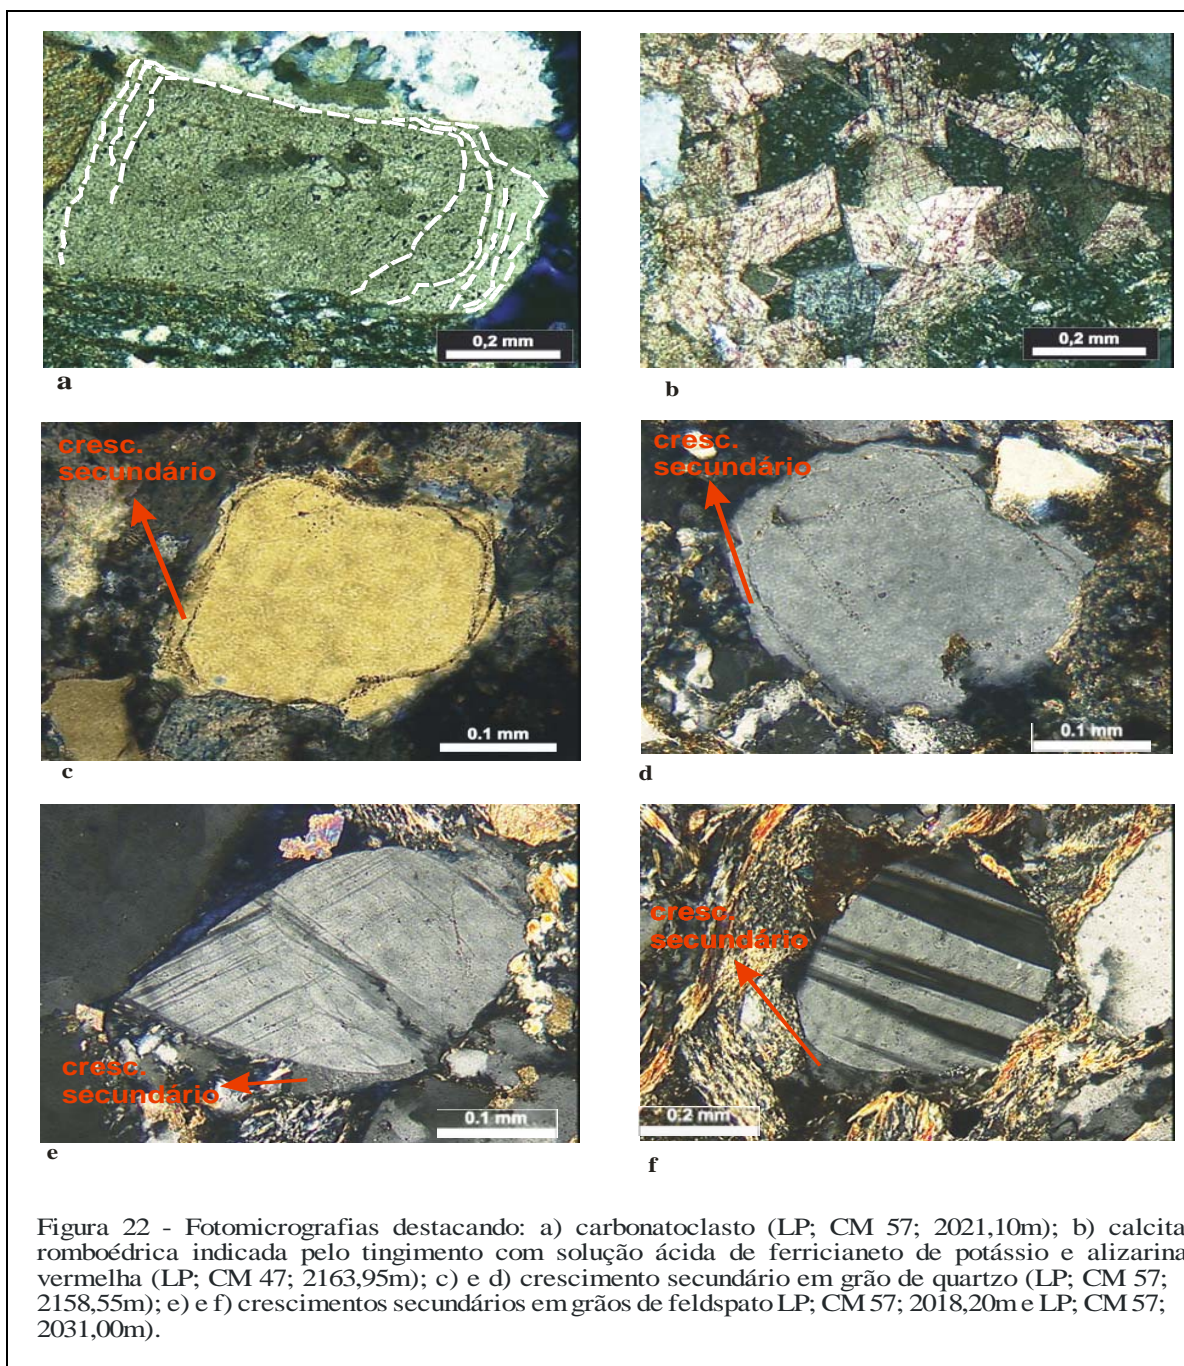 0,2 mm
a
0,2 mm
b
cresc.
secundário
0.1 mm
c
cresc.
secundário
0.1 mm
d
cresc.
secundário
0.1 mm
e
cresc.
secundário
0.2 mm
f
Figura 22 - Fotomicrografias destacando: a) carbonatoclasto (LP; CM 57; 2021,10m); b) calcita
romboédrica indicada pelo tingimento com solução ácida de ferricianeto de potássio e alizarina
vermelha (LP; CM 47; 2163,95m); c) e d) crescimento secundário em grão de quartzo (LP; CM 57;
2158,55m); e) e f) crescimentos secundários em grãos de feldspato LP; CM 57; 2018,20m e LP; CM 57;
2031,00m).